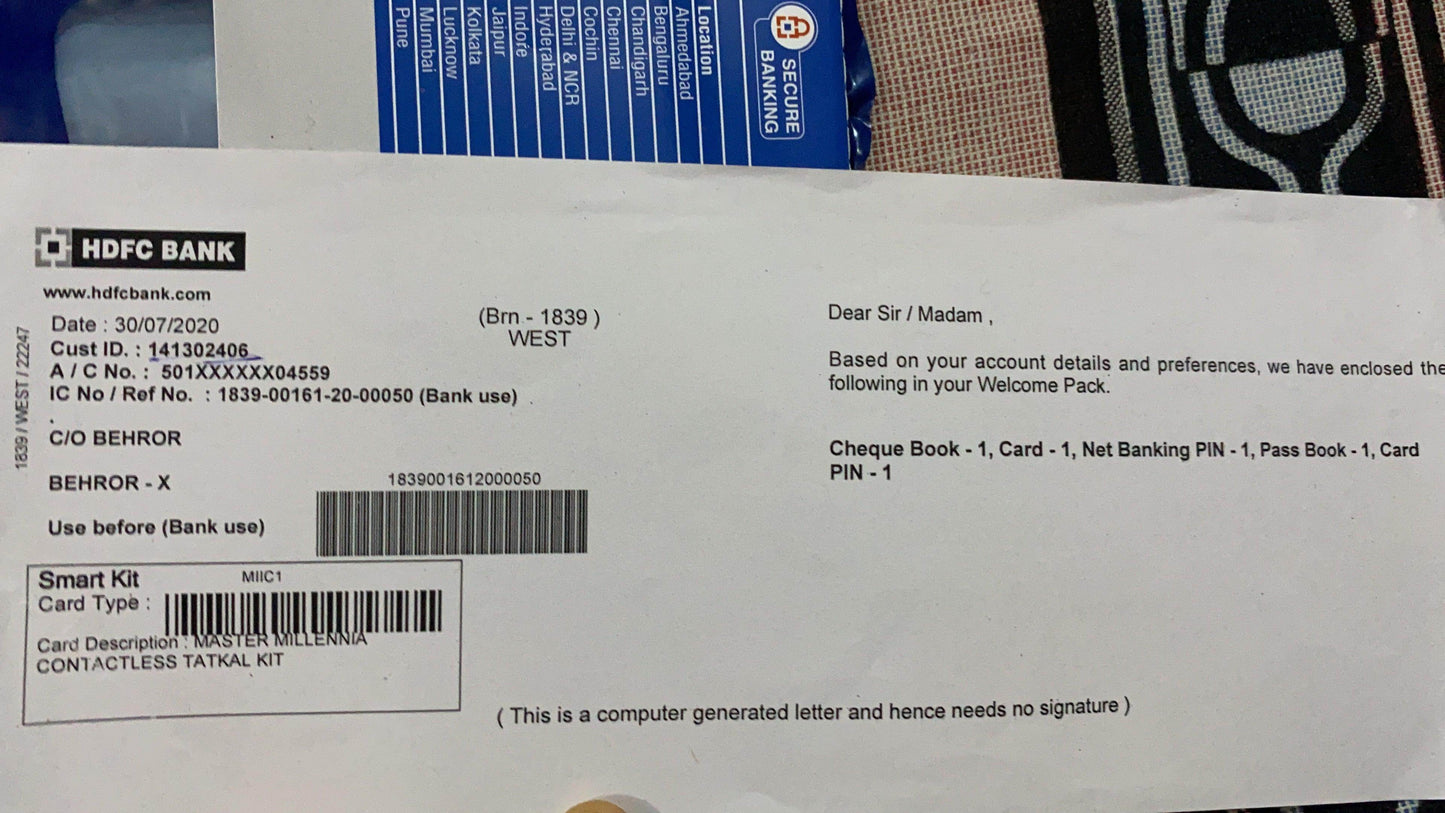 SECURE
BANKING
Location
Ahmedabad
Bengaluru
Chandigarh
Chennai
Cochin
Delhi & NCR
Hyderabad
Indore
Jaipur
Kolkata
Lucknow
Mumbai
Pune
HDFC BANK
www.hdfcbank.com
Date : 30/07/2020
Cust ID. : 141302406
A / C No. : 501XXXXXX04559
IC No / Ref No. : 1839-00161-20-00050 (Bank use)
(Brn - 1839 )
WEST
1839 / WEST / 22247
C/O BEHROR
BEHROR - X
1839001612000050
Use before (Bank use)
Smart Kit
MIIC1
Card Type :
Card Description : MASTER MILLENNIA
CONTACTLESS TATKAL KIT
Dear Sir / Madam ,
Based on your account details and preferences, we have enclosed the
following in your Welcome Pack.
Cheque Book - 1, Card - 1, Net Banking PIN - 1, Pass Book - 1, Card
PIN - 1
( This is a computer generated letter and hence needs no signature )